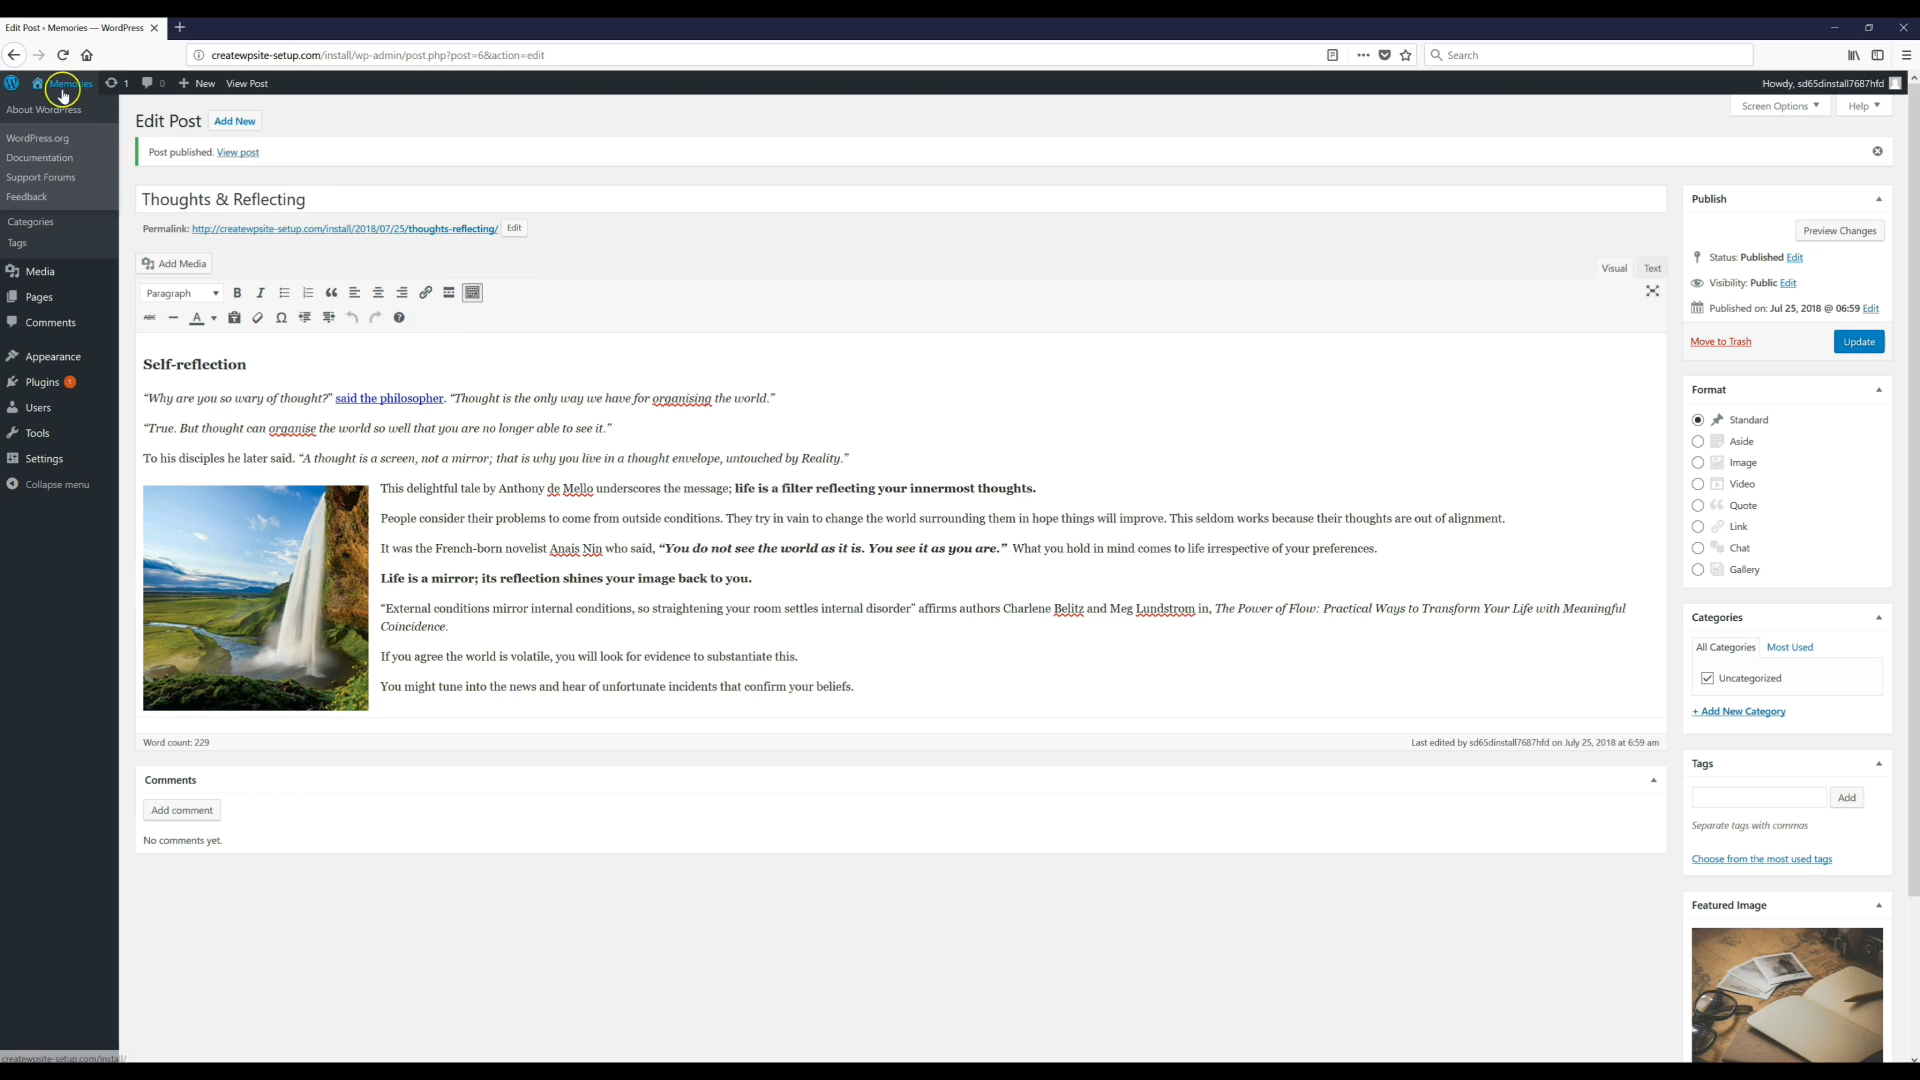 Edit Post ‹ Memories — WordPress
createwpsite-setup.com/install/wp-admin/post.php?post=6&action=edit
Search
Memories
1
0
New
View Post
Howdy, sd65dinstall7687hfd
About WordPress
WordPress.org
Documentation
Support Forums
Feedback
Categories
Tags
Media
Pages
Comments
Appearance
Plugins 1
Users
Tools
Settings
Collapse menu
createwpsite-setup.com/install/
Screen Options
Help
Edit Post
Add New
Post published. View post
Thoughts & Reflecting
Permalink: http://createwpsite-setup.com/install/2018/07/25/thoughts-reflecting/ Edit
Add Media
Visual
Text
Paragraph
B
I
ABC
A
Self-reflection
“Why are you so wary of thought?” said the philosopher. “Thought is the only way we have for organising the world.”
“True. But thought can organise the world so well that you are no longer able to see it.”
To his disciples he later said. “A thought is a screen, not a mirror; that is why you live in a thought envelope, untouched by Reality.”
This delightful tale by Anthony de Mello underscores the message; life is a filter reflecting your innermost thoughts.
People consider their problems to come from outside conditions. They try in vain to change the world surrounding them in hope things will improve. This seldom works because their thoughts are out of alignment.
It was the French-born novelist Anais Nin who said, “You do not see the world as it is. You see it as you are.” What you hold in mind comes to life irrespective of your preferences.
Life is a mirror; its reflection shines your image back to you.
“External conditions mirror internal conditions, so straightening your room settles internal disorder” affirms authors Charlene Belitz and Meg Lundstrom in, The Power of Flow: Practical Ways to Transform Your Life with Meaningful
Coincidence.
If you agree the world is volatile, you will look for evidence to substantiate this.
You might tune into the news and hear of unfortunate incidents that confirm your beliefs.
Word count: 229
Last edited by sd65dinstall7687hfd on July 25, 2018 at 6:59 am
Comments
Add comment
No comments yet.
Publish
Preview Changes
Status: Published Edit
Visibility: Public Edit
Published on: Jul 25, 2018 @ 06:59 Edit
Move to Trash
Update
Format
Standard
Aside
Image
Video
Quote
Link
Chat
Gallery
Categories
All Categories
Most Used
Uncategorized
+ Add New Category
Tags
Add
Separate tags with commas
Choose from the most used tags
Featured Image